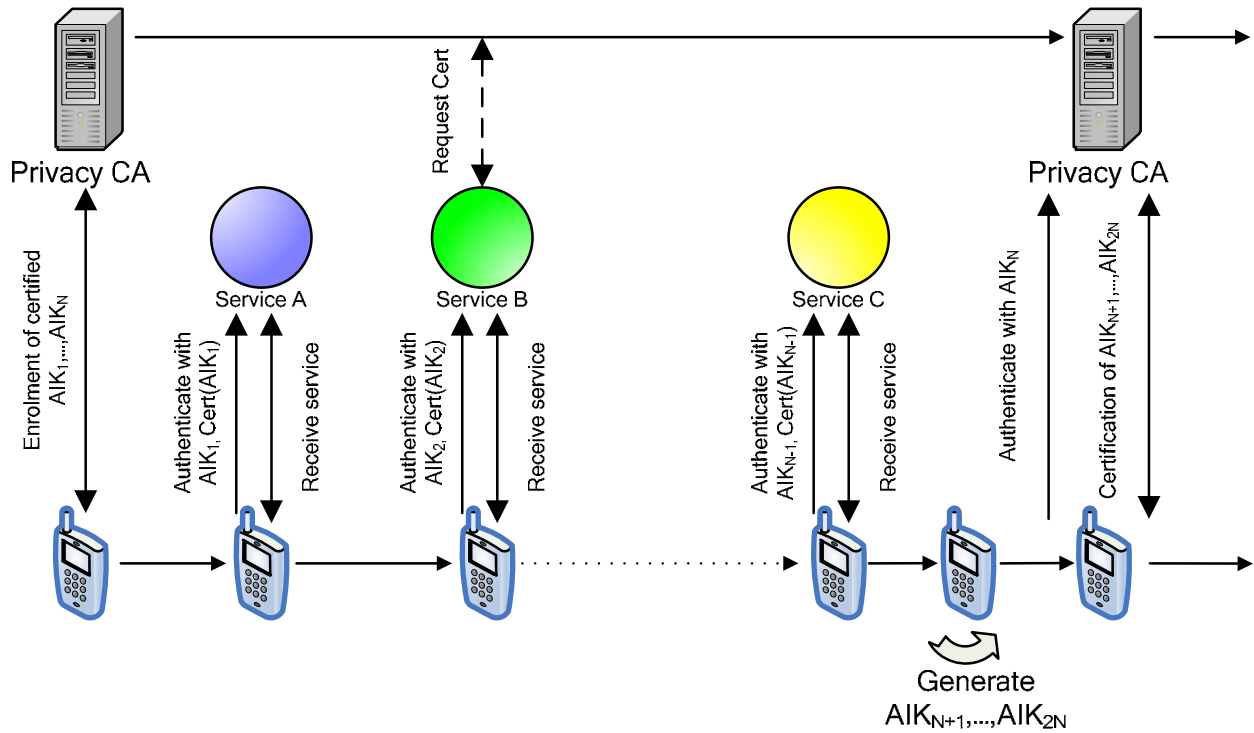 Privacy CA
Enrolment of certified
AIK1,...,AIKN
Service A
Authenticate with
AIK1, Cert(AIK1)
Receive service
Request Cert
Service B
Authenticate with
AIK2, Cert(AIK2)
Receive service
Service C
Authenticate with
AIKN-1, Cert(AIKN-1)
Receive service
Privacy CA
Authenticate with AIKN
Certification of AIKN+1,...,AIK2N
Generate
AIKN+1,...,AIK2N